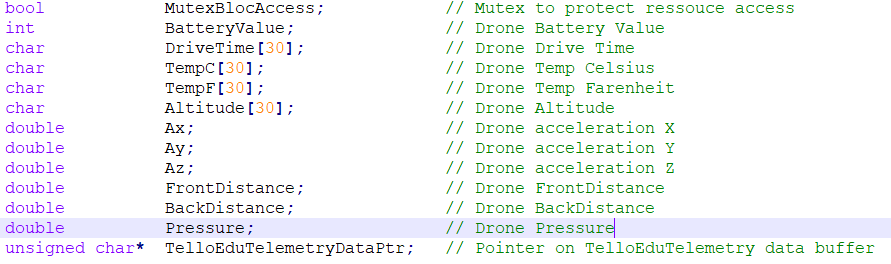 bool            MutexBlocAccess;            // Mutex to protect ressouce access
int             BatteryValue;               // Drone Battery Value
char            DriveTime[30];              // Drone Drive Time
char            TempC[30];                  // Drone Temp Celsius
char            TempF[30];                  // Drone Temp Farenheit
char            Altitude[30];               // Drone Altitude
double          Ax;                         // Drone acceleration X
double          Ay;                         // Drone acceleration Y
double          Az;                         // Drone acceleration Z
double          FrontDistance;              // Drone FrontDistance
double          BackDistance;               // Drone BackDistance
double          Pressure;                   // Drone Pressure
unsigned char*  TelloEduTelemetryDataPtr;   // Pointer on TelloEduTelemetry data buffer